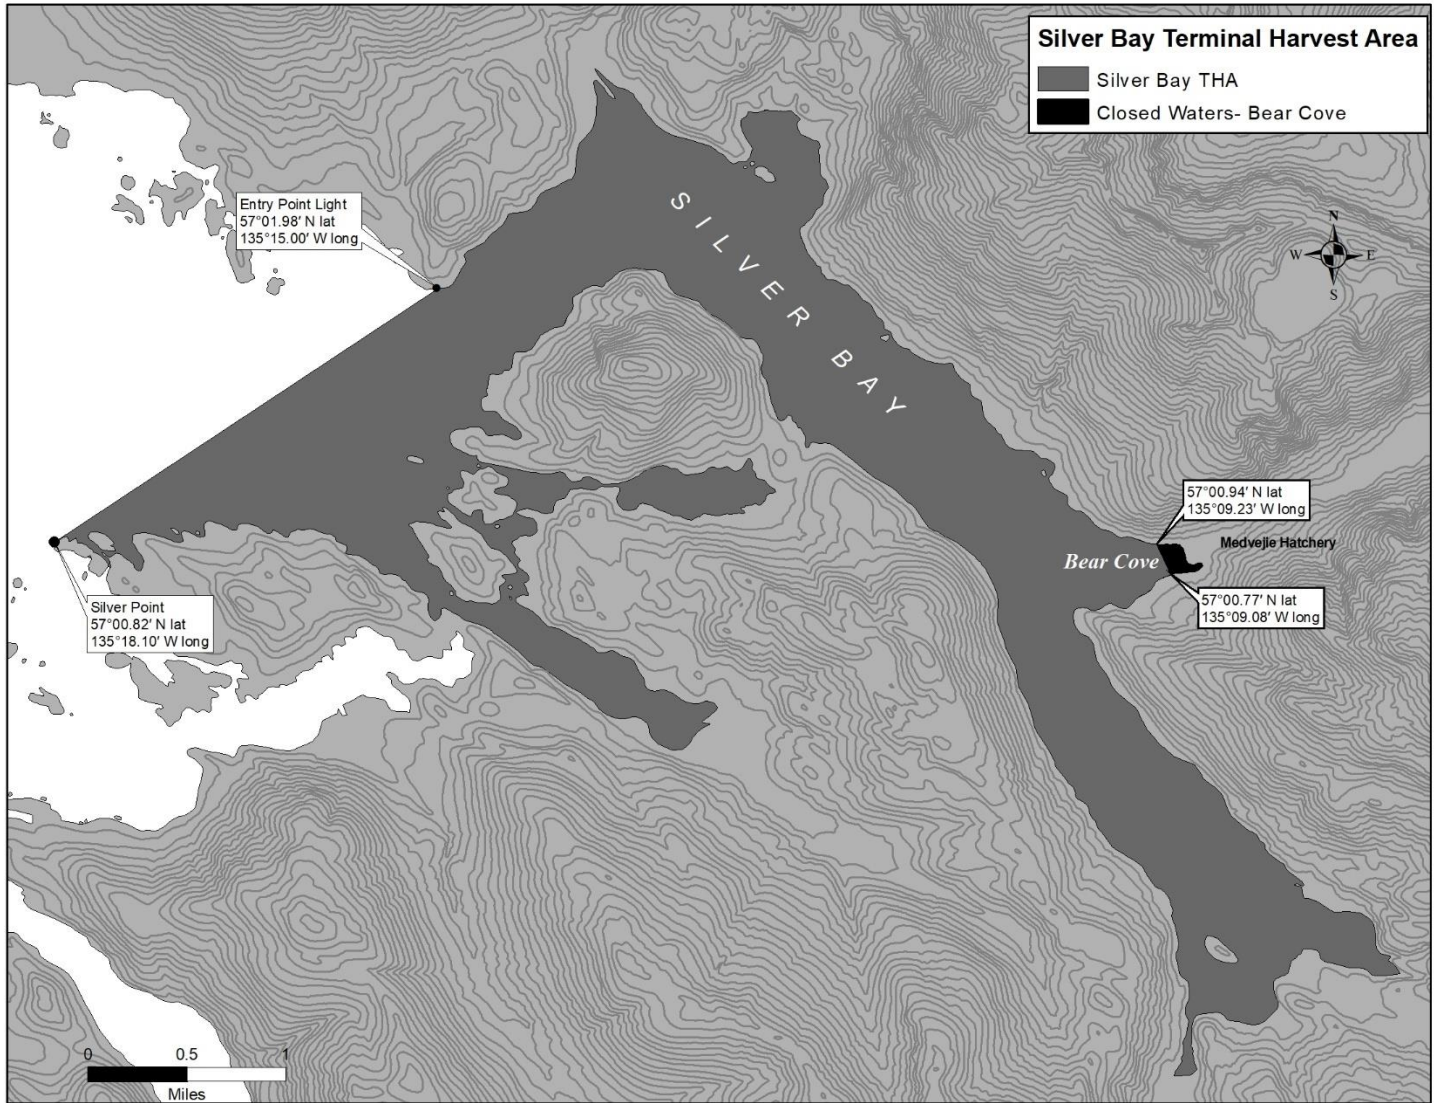 Silver Bay Terminal Harvest Area
Silver Bay THA
Closed Waters- Bear Cove
Entry Point Light
57°01.98′ N lat
135°15.00′ W long
SILVER BAY
N
W E
S
57°00.94′ N lat
135°09.23′ W long
Medvejie Hatchery
Bear Cove
57°00.77′ N lat
135°09.08′ W long
Silver Point
57°00.82′ N lat
135°18.10′ W long
0 0.5 1
Miles